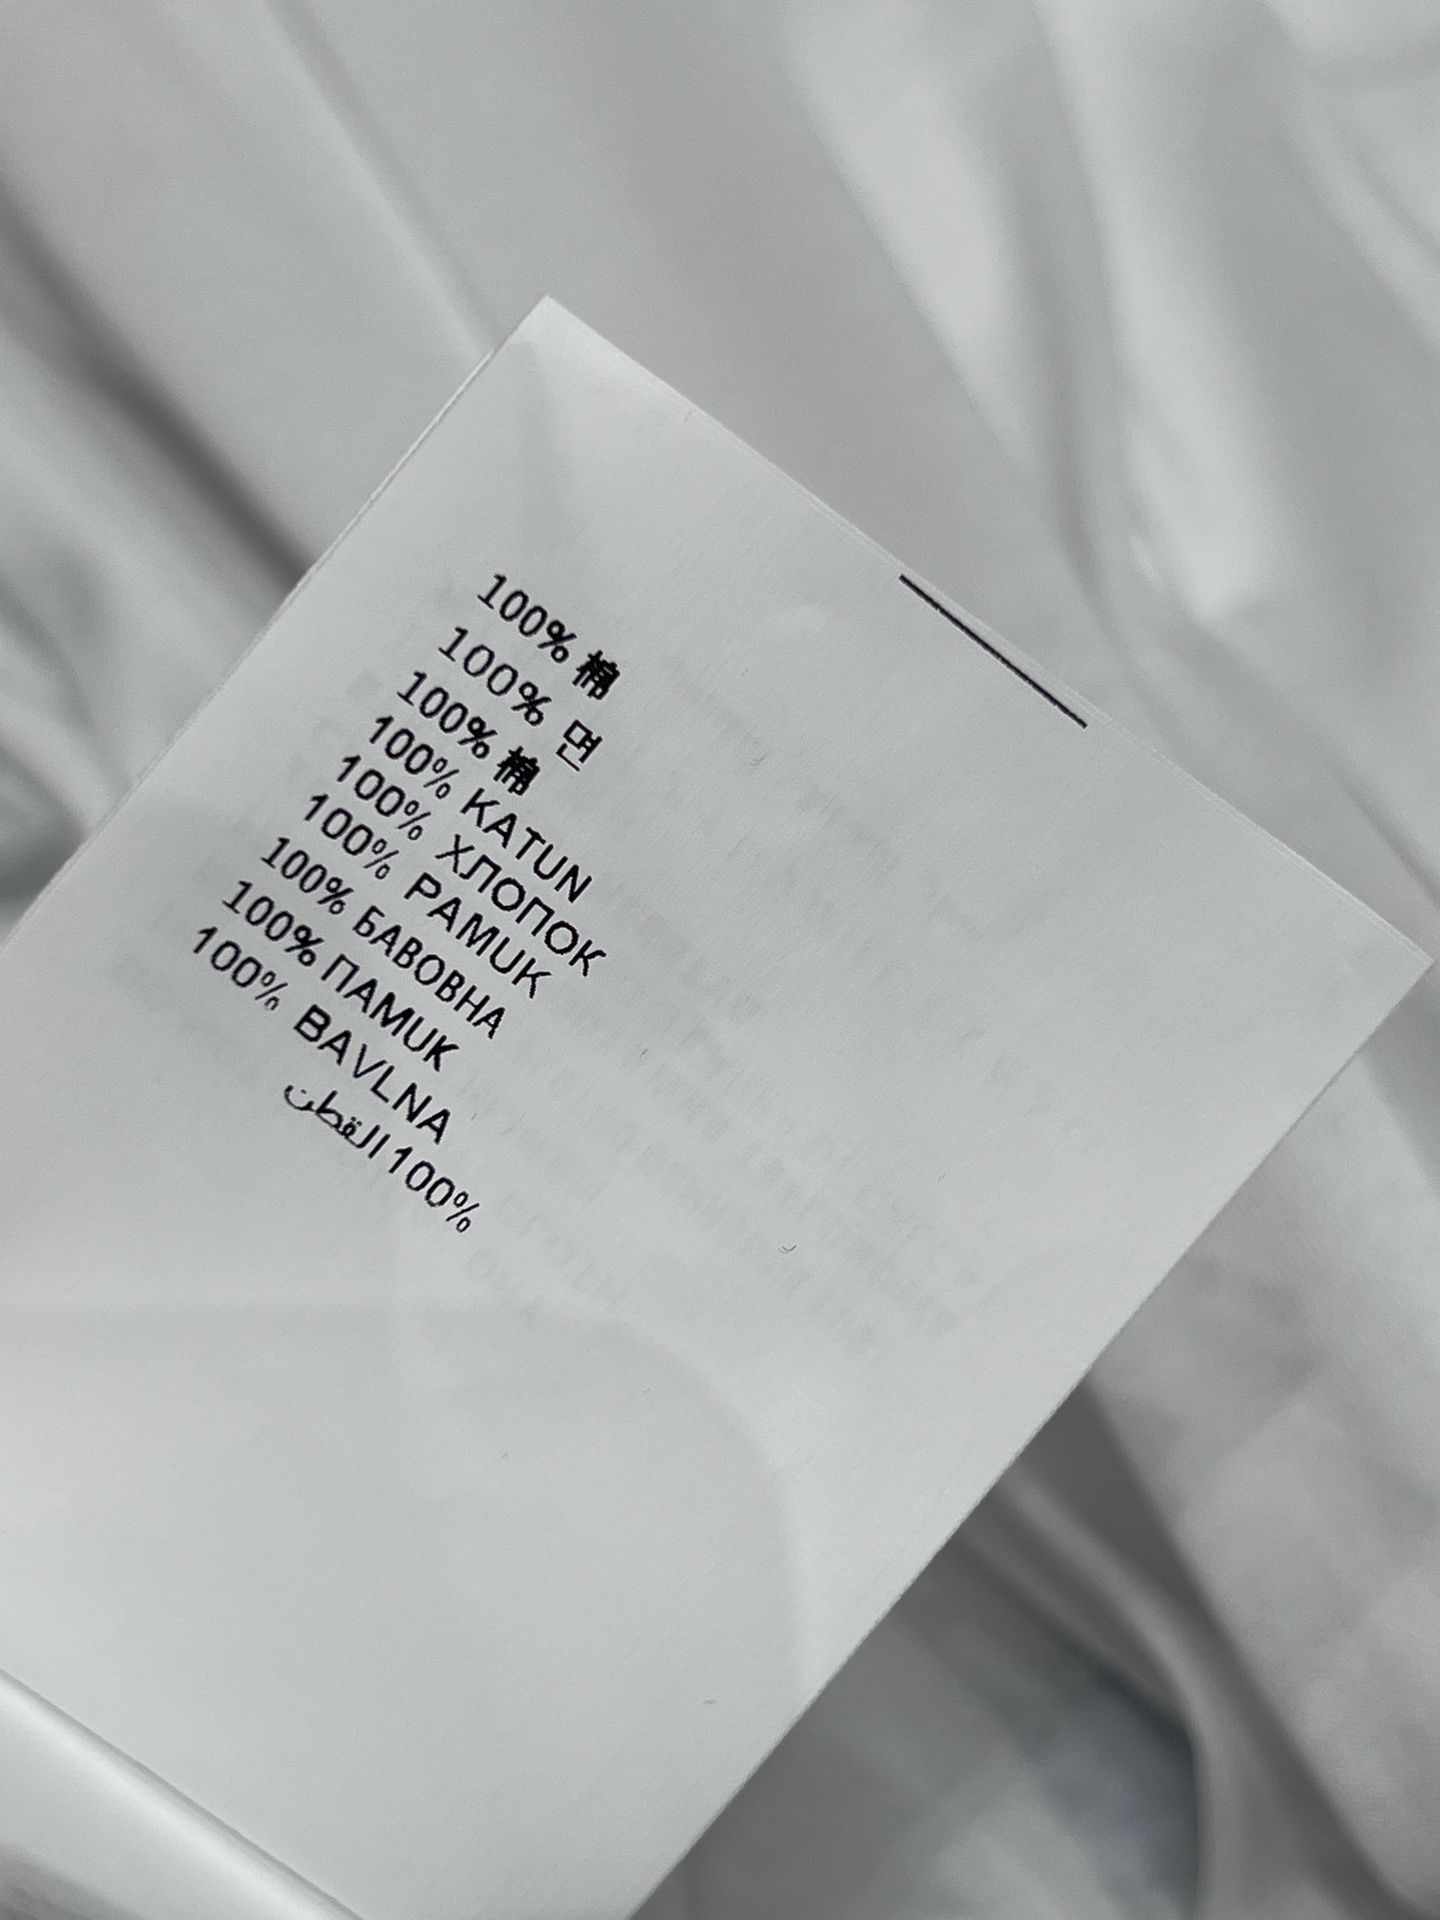 100% 棉
100% 면
100% 棉
100% KATUN
100% ХЛОПОК
100% PAMUK
100% БАВОВНА
100% ПАМUK
100% BAVLNA
100% القطن